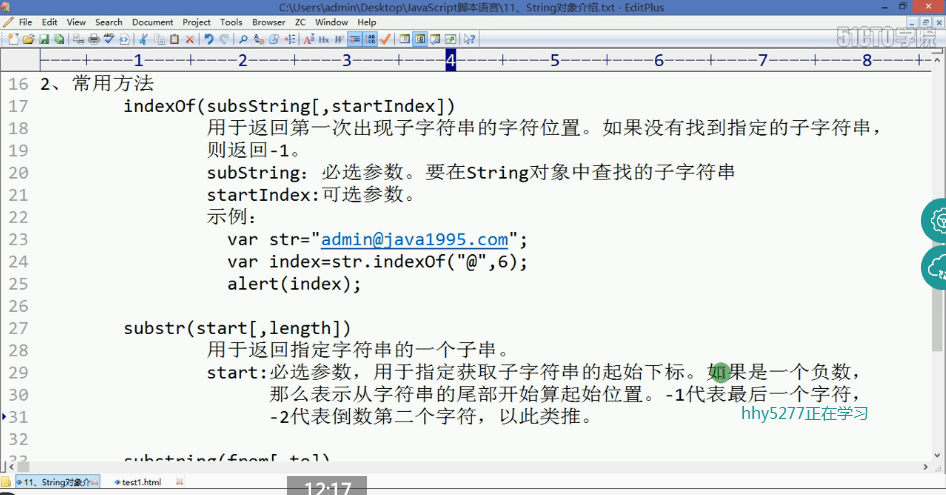 C:\Users\admin\Desktop\JavaScript脚本语言\11、String对象介绍.txt - EditPlus
File Edit View Search Document Project Tools Browser ZC Window Help
51CTO学院
----+----1----+----2----+----3----+----4----+----5----+----6----+----7----+----8----+--
16 2、常用方法
17 indexOf(subsString[,startIndex])
18 用于返回第一次出现子字符串的字符位置。如果没有找到指定的子字符串，
19 则返回-1。
20 subString：必选参数。要在String对象中查找的子字符串
21 startIndex:可选参数。
22 示例：
23 var str="admin@java1995.com";
24 var index=str.indexOf("@",6);
25 alert(index);
26
27 substr(start[,length])
28 用于返回指定字符串的一个子串。
29 start:必选参数，用于指定获取子字符串的起始下标。如果是一个负数，
30 那么表示从字符串的尾部开始算起始位置。-1代表最后一个字符，
31 -2代表倒数第二个字符，以此类推。
hhy5277正在学习
32
33 substring(from[,to])
11、String对象介 test1.html
12:17